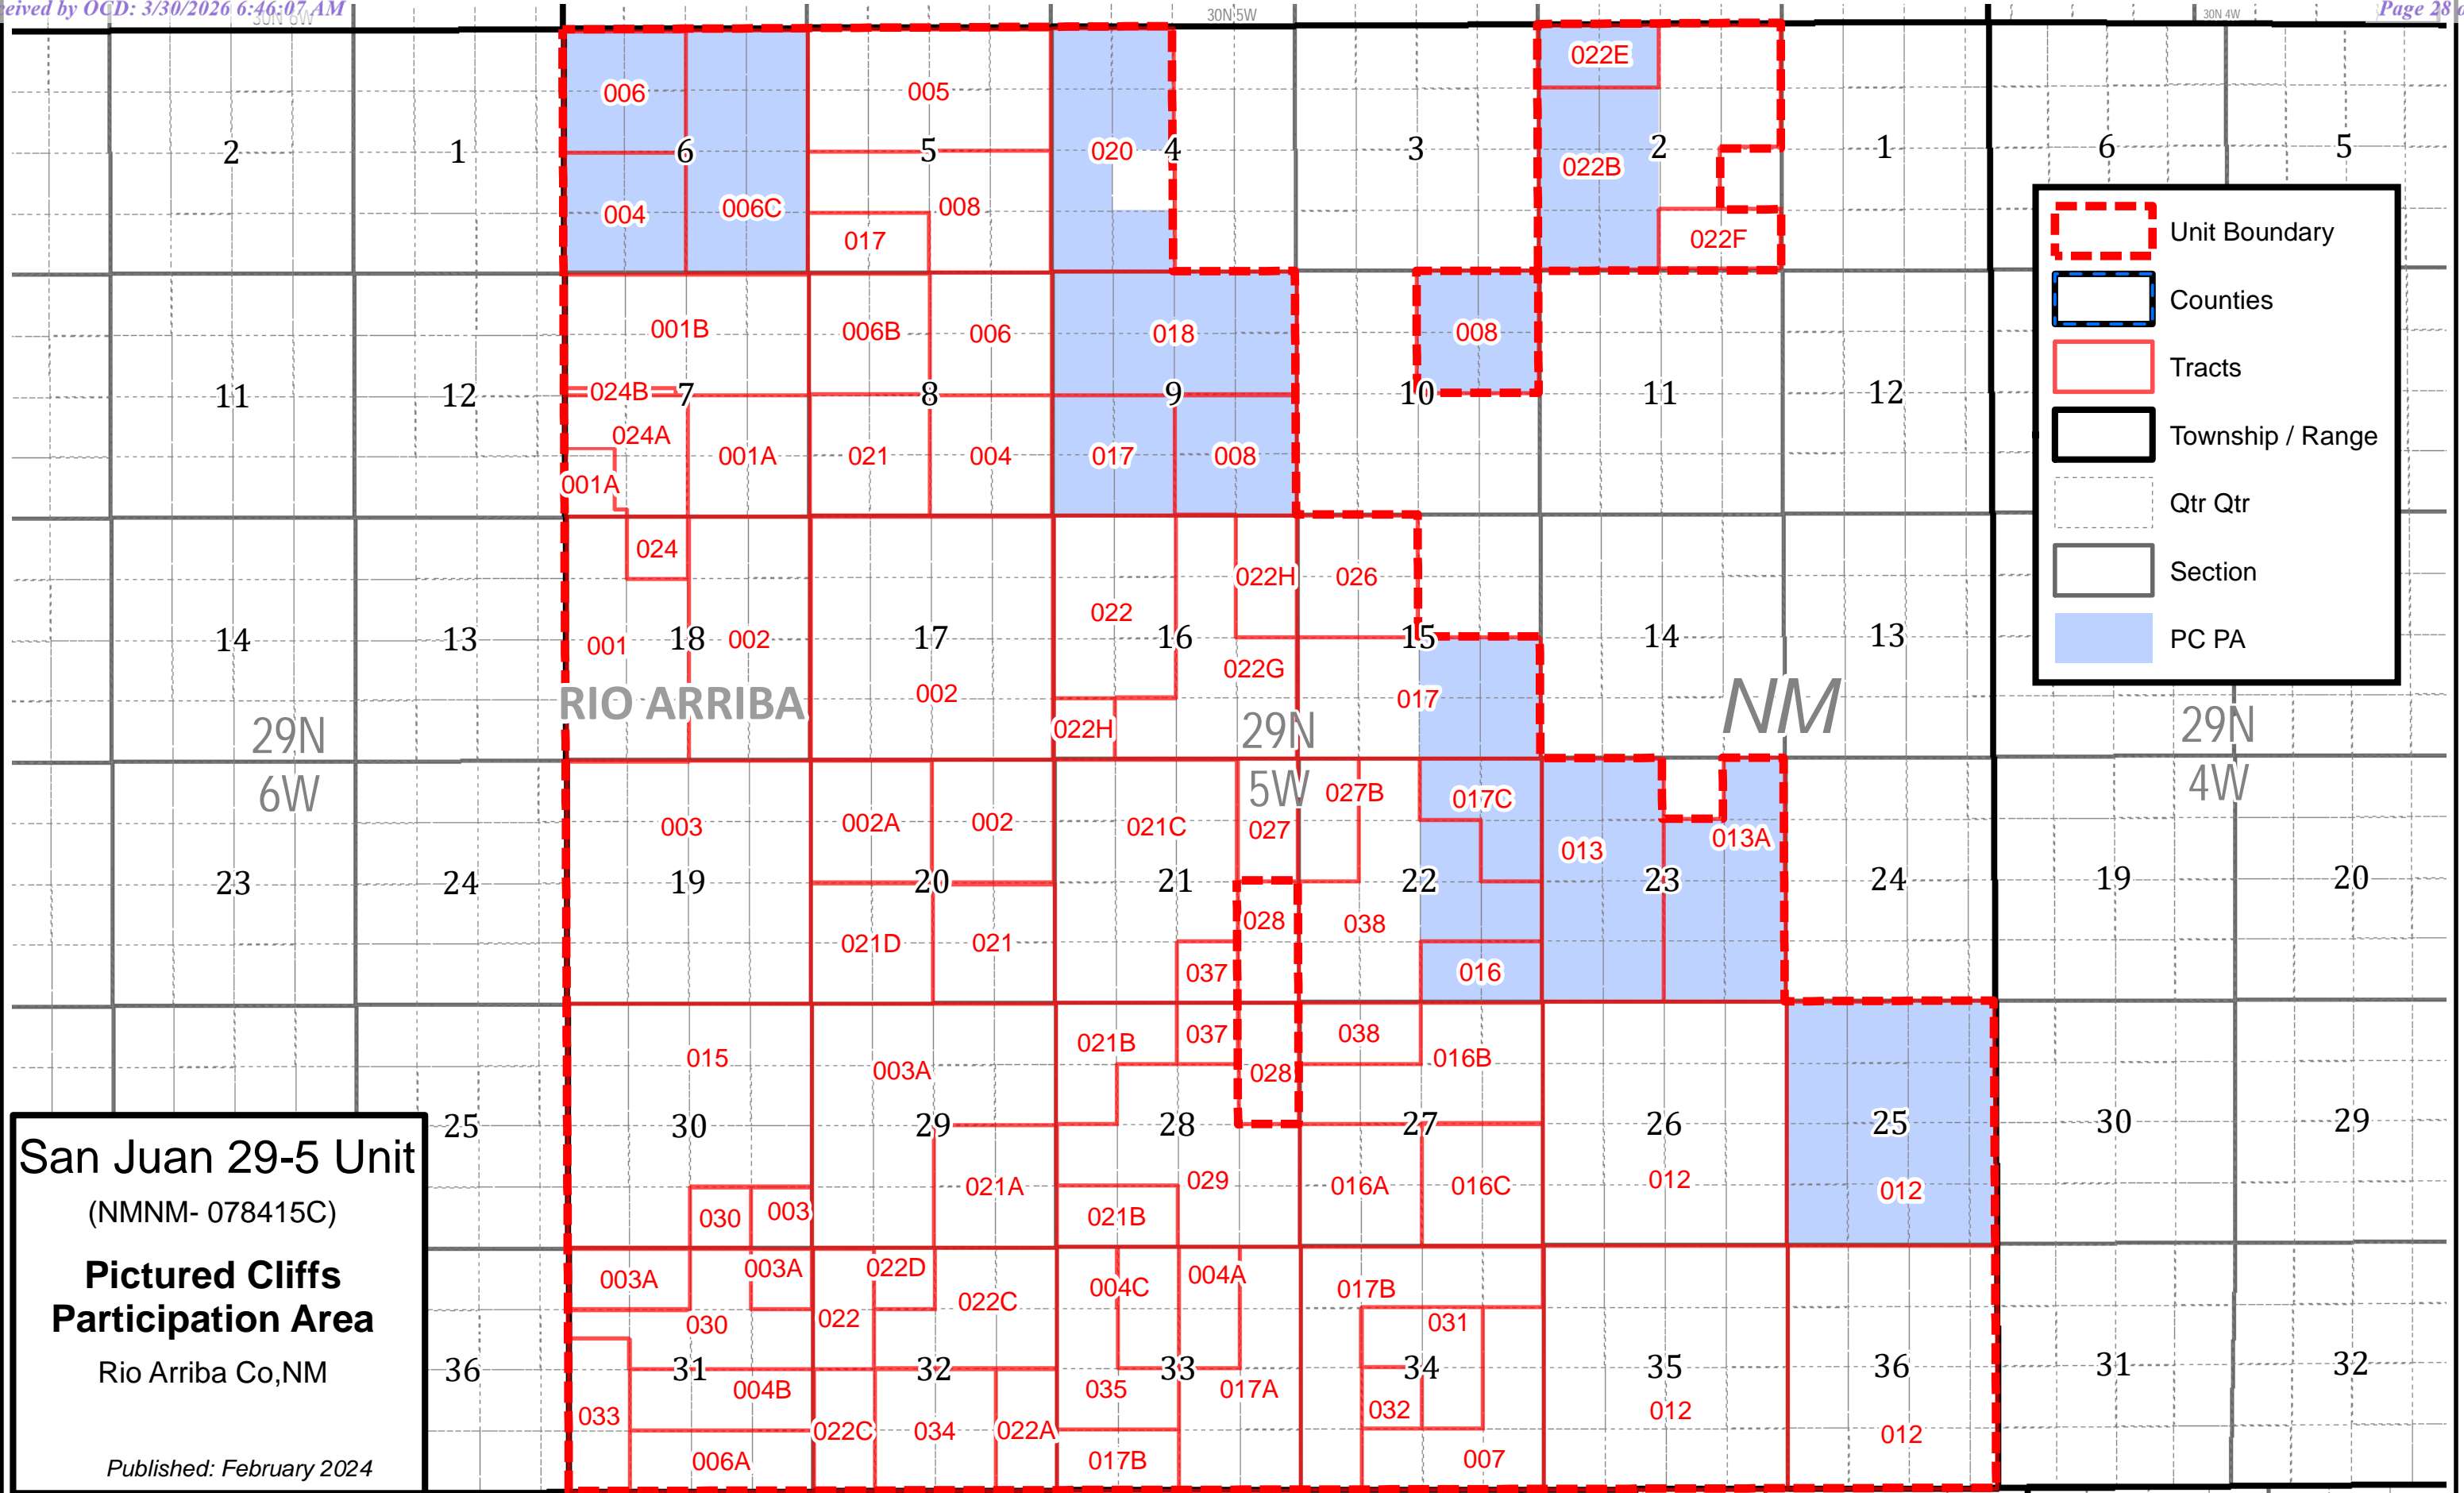 ceived by OCD: 3/30/2026 6:46:07 AM
Page 28 o
30N 6W
30N 5W
30N 4W
022E
006
005
2
1
6
5
020
4
3
022B
2
1
6
5
004
006C
008
017
022F
Unit Boundary
Counties
Tracts
Township / Range
Qtr Qtr
Section
PC PA
001B
006B
006
018
008
11
12
024B
7
8
9
10
11
12
024A
001A
001A
021
004
017
008
024
022H
026
022
14
13
001
18
002
17
16
15
14
13
022G
RIO ARRIBA
002
017
NM
022H
29N
29N
29N
6W
5W
4W
003
002A
002
021C
027
027B
017C
013
013A
23
24
19
20
21
22
23
24
19
20
021D
021
028
038
037
016
015
003A
021B
037
028
038
016B
25
30
29
28
27
26
25
30
29
030
003
021A
029
021B
016A
016C
012
012
003A
003A
022D
022C
004C
004A
017B
030
022
031
36
31
32
33
34
35
36
31
32
033
004B
035
017A
032
012
012
006A
022C
034
022A
017B
007
San Juan 29-5 Unit
(NMNM- 078415C)
Pictured Cliffs
Participation Area
Rio Arriba Co,NM
Published: February 2024